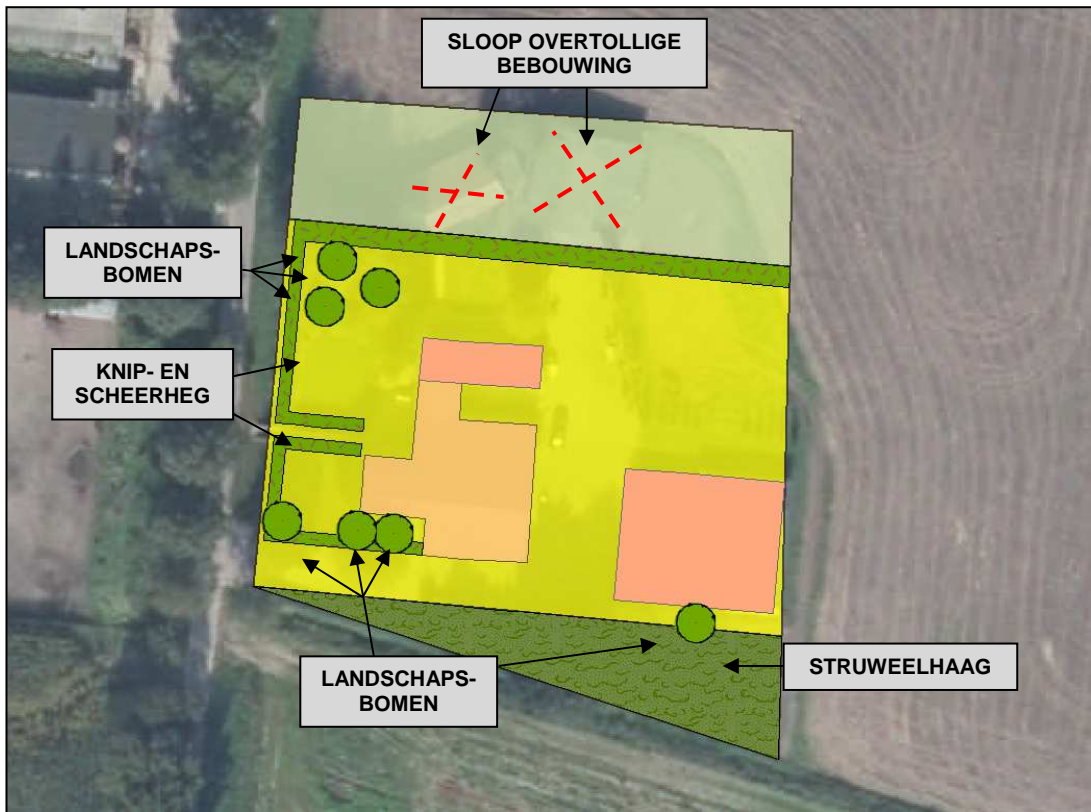 SLOOP OVERTOLLIGE
BEBOUWING
LANDSCHAPS-
BOMEN
KNIP- EN
SCHEERHEG
LANDSCHAPS-
BOMEN
STRUWEELHAAG